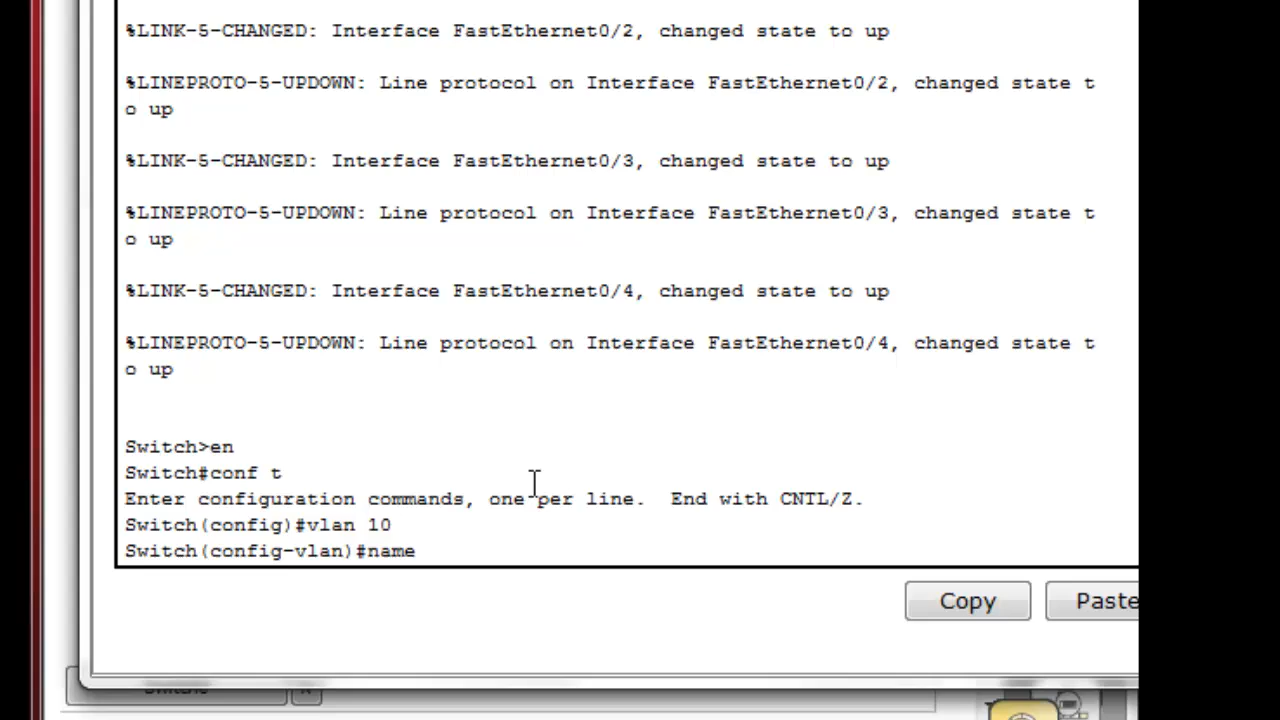 %LINK-5-CHANGED: Interface FastEthernet0/2, changed state to up
%LINEPROTO-5-UPDOWN: Line protocol on Interface FastEthernet0/2, changed state t
o up
%LINK-5-CHANGED: Interface FastEthernet0/3, changed state to up
%LINEPROTO-5-UPDOWN: Line protocol on Interface FastEthernet0/3, changed state t
o up
%LINK-5-CHANGED: Interface FastEthernet0/4, changed state to up
%LINEPROTO-5-UPDOWN: Line protocol on Interface FastEthernet0/4, changed state t
o up
Switch>en
Switch#conf t
Enter configuration commands, one per line.  End with CNTL/Z.
Switch(config)#vlan 10
Switch(config-vlan)#name
Copy
Paste